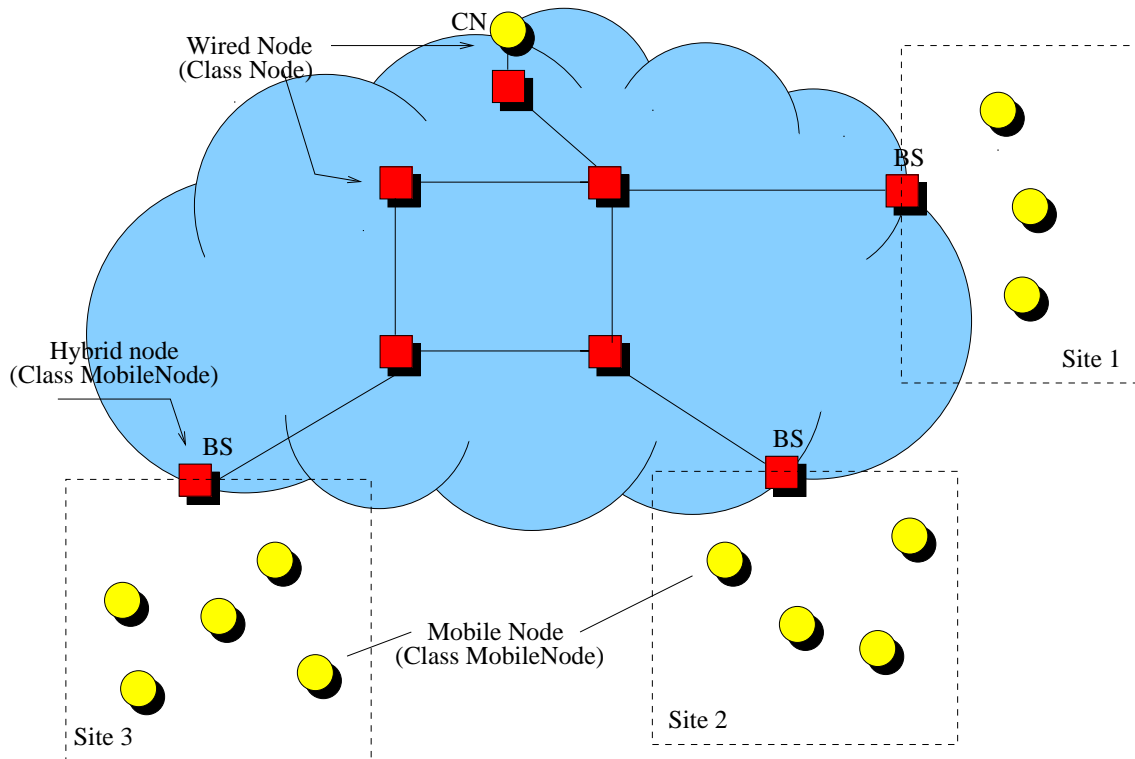 CN
Wired Node
(Class Node)
BS
Site 1
Hybrid node
(Class MobileNode)
BS
BS
Mobile Node
(Class MobileNode)
Site 2
Site 3